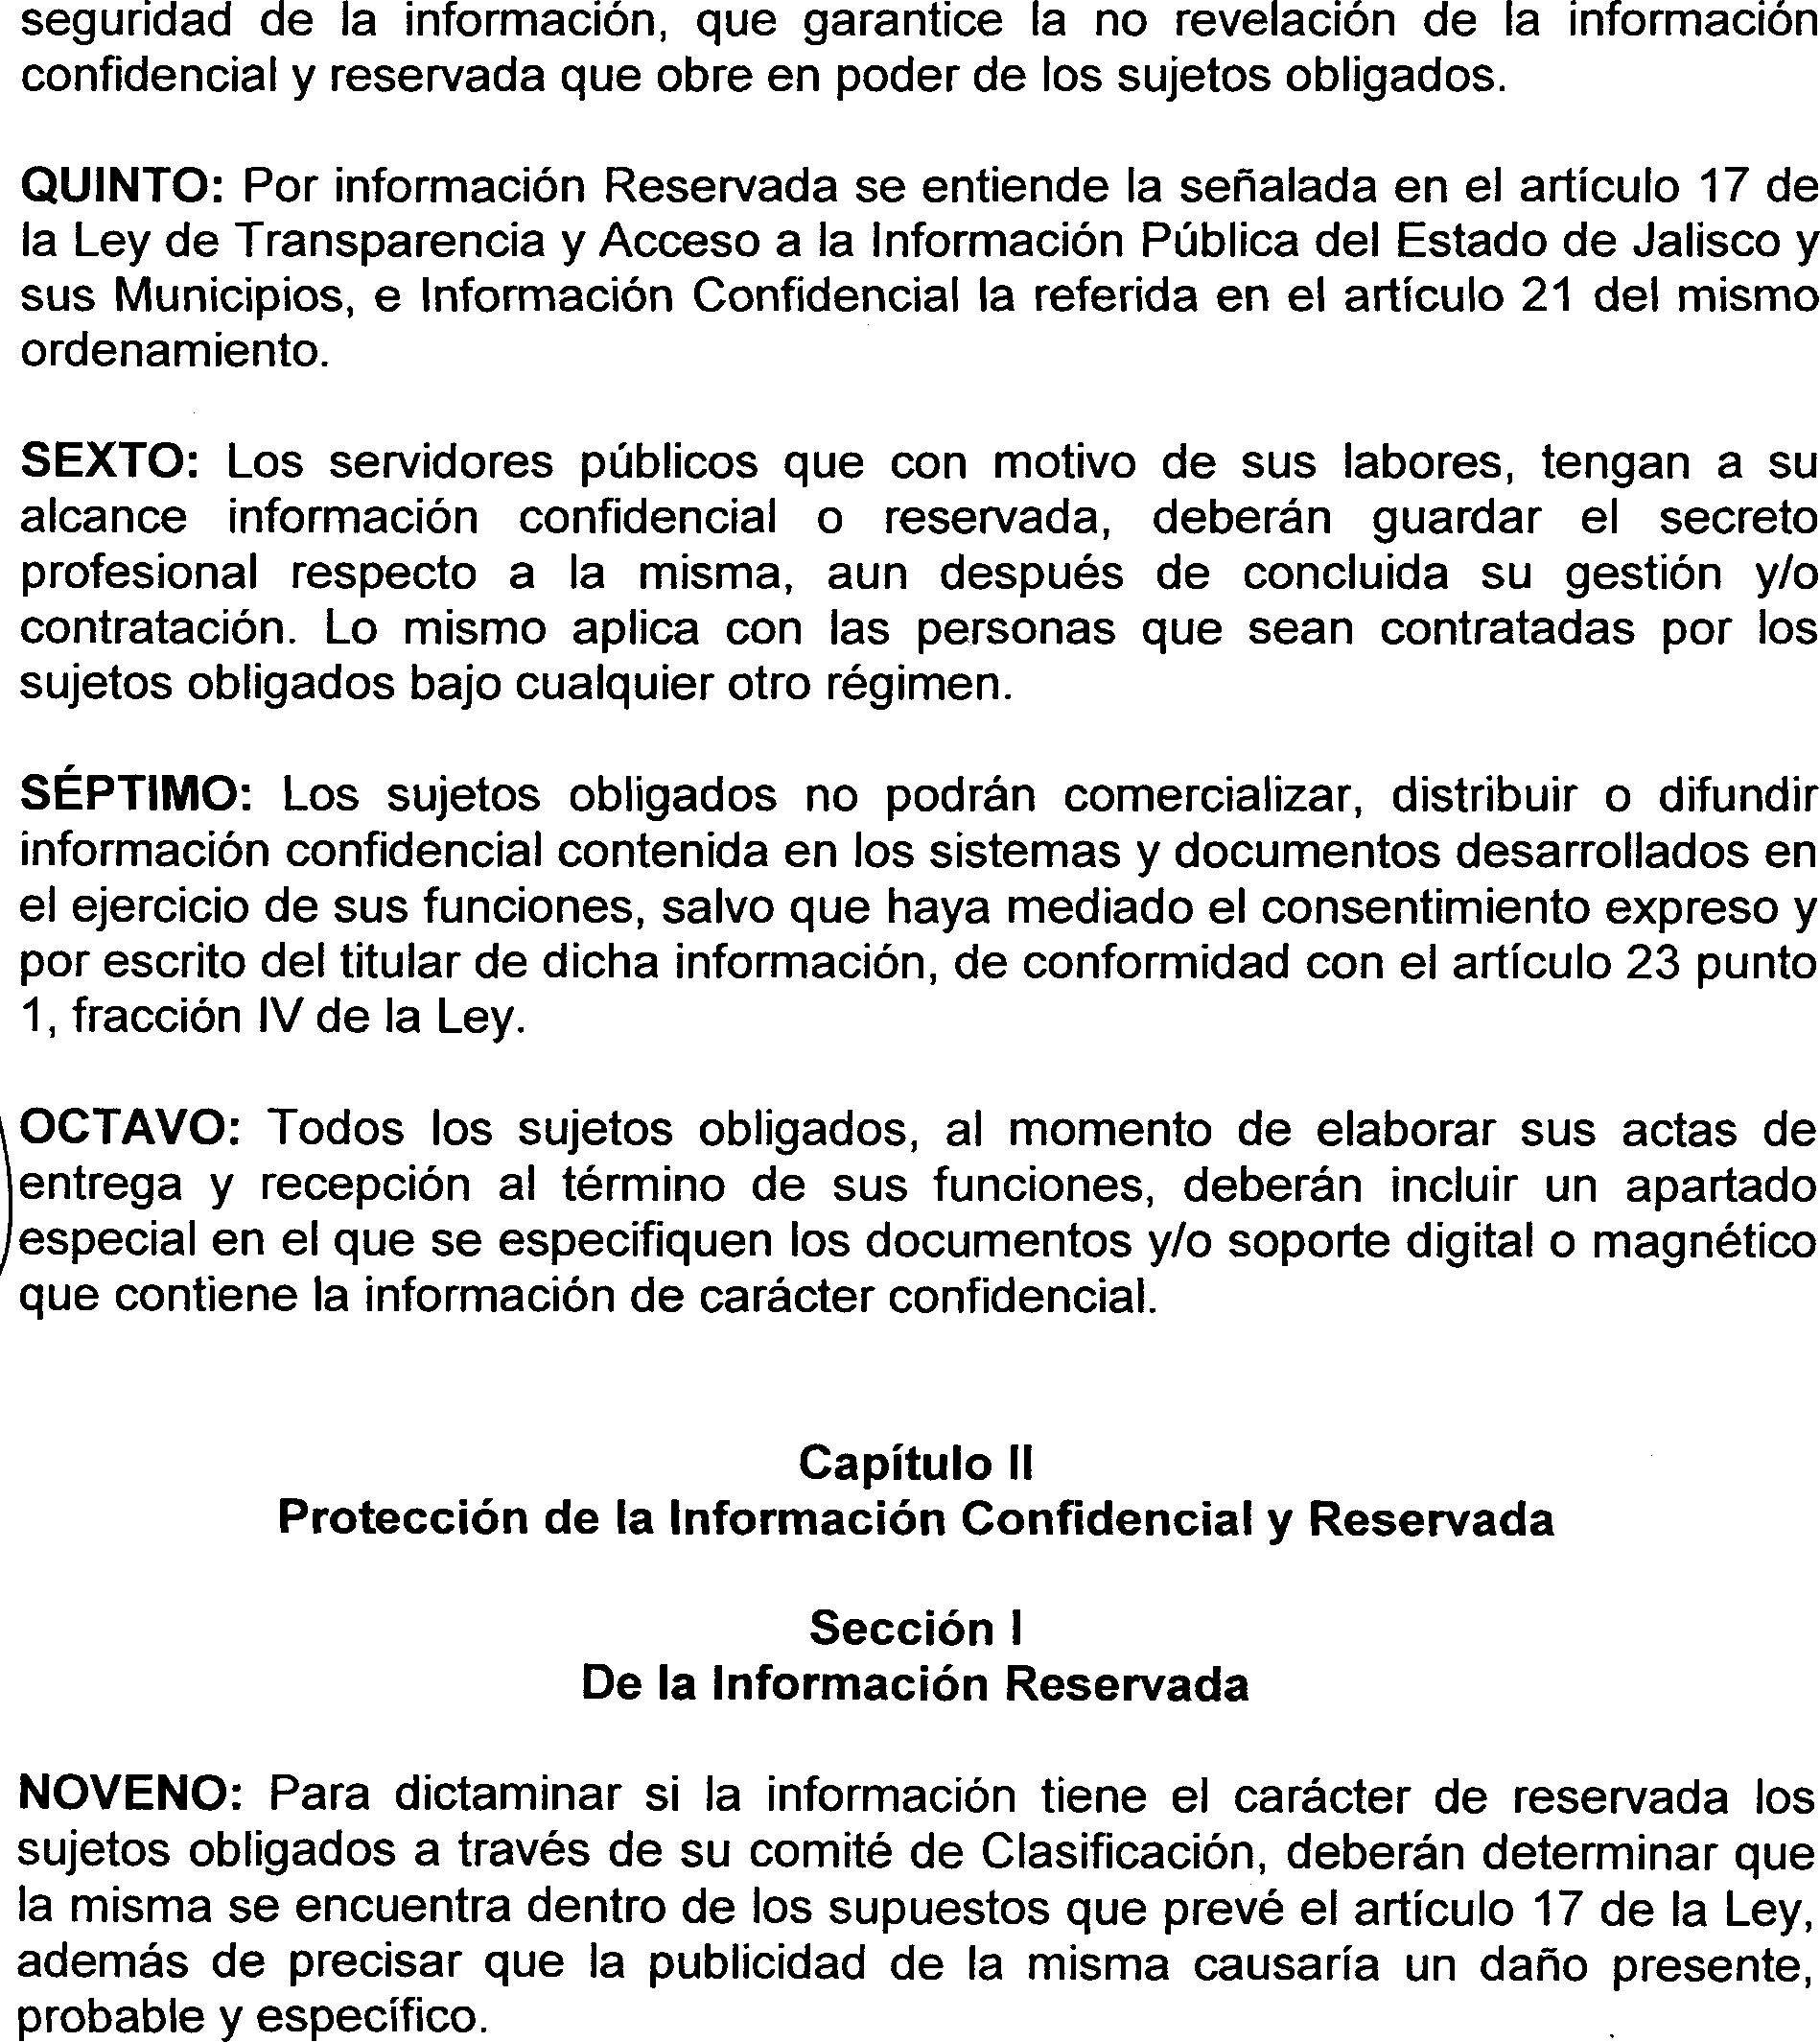 seguridad de la información, que garantice la no revelación de la información
confidencial y reservada que obre en poder de los sujetos obligados.
QUINTO: Por información Reservada se entiende la señalada en el artículo 17 de
la Ley de Transparencia y Acceso a la Información Pública del Estado de Jalisco y
sus Municipios, e Información Confidencial la referida en el artículo 21 del mismo
ordenamiento.
SEXTO: Los servidores públicos que con motivo de sus labores, tengan a su
alcance información confidencial o reservada, deberán guardar el secreto
profesional respecto a la misma, aun después de concluida su gestión y/o
contratación. Lo mismo aplica con las personas que sean contratadas por los
sujetos obligados bajo cualquier otro régimen.
SÉPTIMO: Los sujetos obligados no podrán comercializar, distribuir o difundir
información confidencial contenida en los sistemas y documentos desarrollados en
el ejercicio de sus funciones, salvo que haya mediado el consentimiento expreso y
por escrito del titular de dicha información, de conformidad con el artículo 23 punto
1, fracción IV de la Ley.
OCTAVO: Todos los sujetos obligados, al momento de elaborar sus actas de
entrega y recepción al término de sus funciones, deberán incluir un apartado
especial en el que se especifiquen los documentos y/o soporte digital o magnético
que contiene la información de carácter confidencial.
Capítulo II
Protección de la Información Confidencial y Reservada
Sección I
De la Información Reservada
NOVENO: Para dictaminar si la información tiene el carácter de reservada los
sujetos obligados a través de su comité de Clasificación, deberán determinar que
la misma se encuentra dentro de los supuestos que prevé el artículo 17 de la Ley,
además de precisar que la publicidad de la misma causaría un daño presente,
probable y específico.